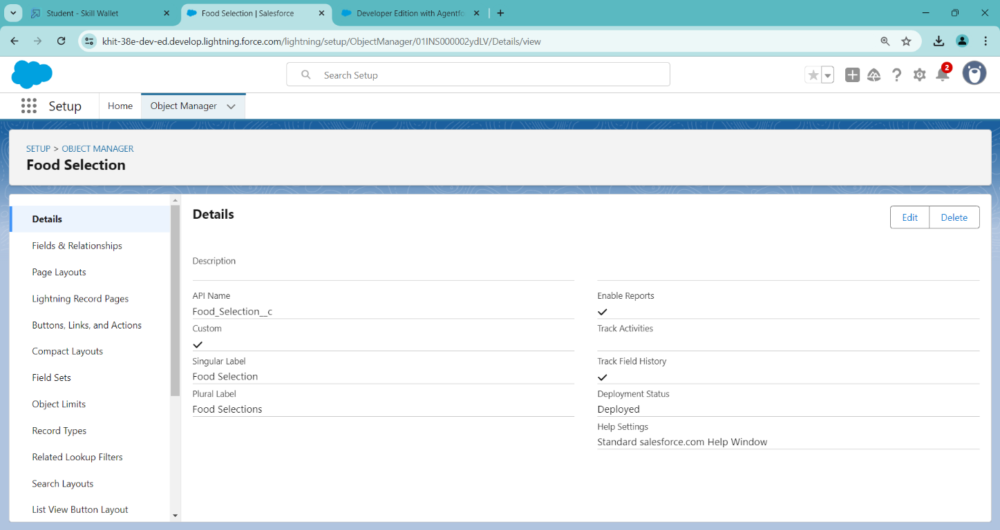 Student - Skill Wallet
Food Selection | Salesforce
Developer Edition with Agentfo
khit-38e-dev-ed.develop.lightning.force.com/lightning/setup/ObjectManager/01INS000002ydLV/Details/view
Search Setup
2
Setup
Home
Object Manager
SETUP > OBJECT MANAGER
Food Selection
Details
Fields & Relationships
Page Layouts
Lightning Record Pages
Buttons, Links, and Actions
Compact Layouts
Field Sets
Object Limits
Record Types
Related Lookup Filters
Search Layouts
List View Button Layout
Details
Edit
Delete
Description
API Name
Food_Selection__c
Custom
Singular Label
Food Selection
Plural Label
Food Selections
Enable Reports
Track Activities
Track Field History
Deployment Status
Deployed
Help Settings
Standard salesforce.com Help Window